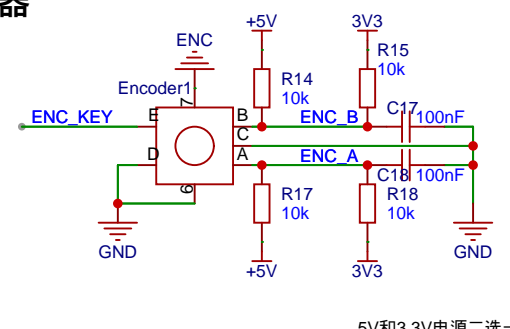 器
+5V
3V3
ENC
R15
10k
R14
10k
Encoder1
C17
100nF
ENC_KEY
E
7
B
ENC_B
C
D
A
ENC_A
6
C18
100nF
R17
10k
R18
10k
GND
GND
+5V
3V3
5V和3.3V电源二选一